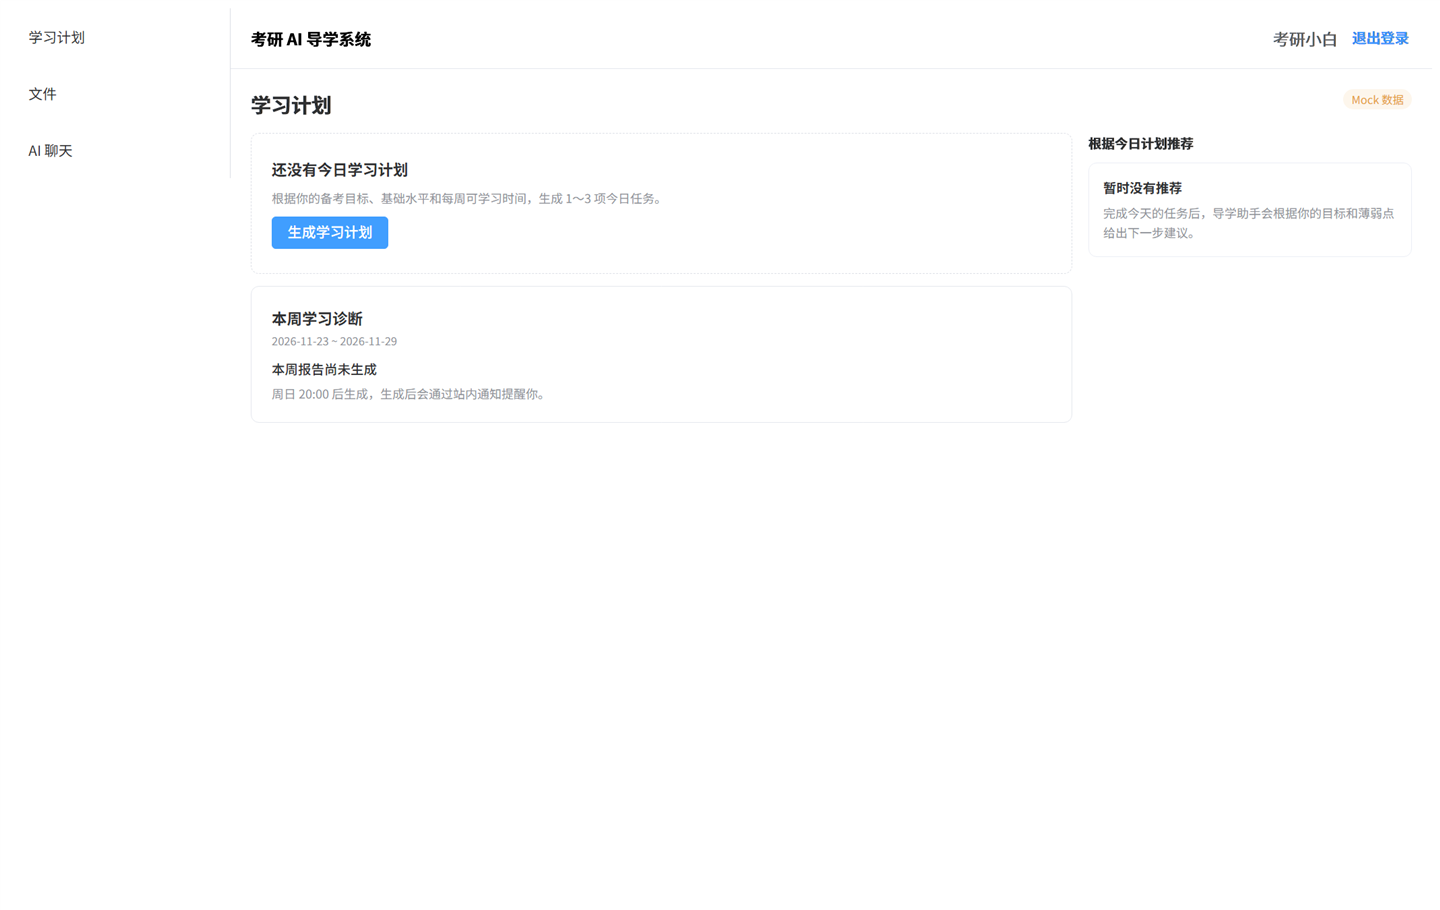 学习计划
文件
AI 聊天
考研 AI 导学系统
考研小白
退出登录
学习计划
Mock 数据
还没有今日学习计划
根据你的备考目标、基础水平和每周可学习时间，生成 1～3 项今日任务。
生成学习计划
本周学习诊断
2026-11-23 ~ 2026-11-29
本周报告尚未生成
周日 20:00 后生成，生成后会通过站内通知提醒你。
根据今日计划推荐
暂时没有推荐
完成今天的任务后，导学助手会根据你的目标和薄弱点
给出下一步建议。